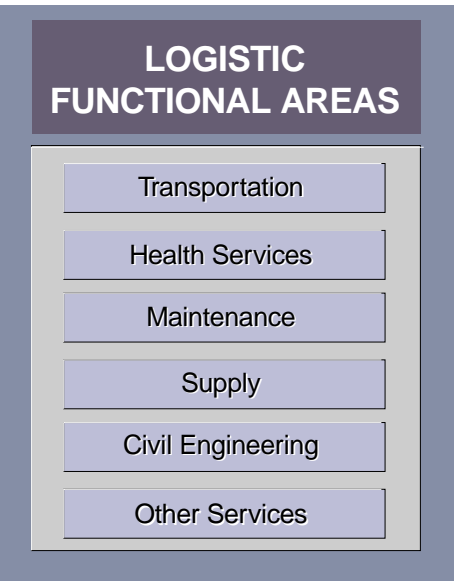 LOGISTIC
FUNCTIONAL AREAS
Transportation
Health Services
Maintenance
Supply
Civil Engineering
Other Services